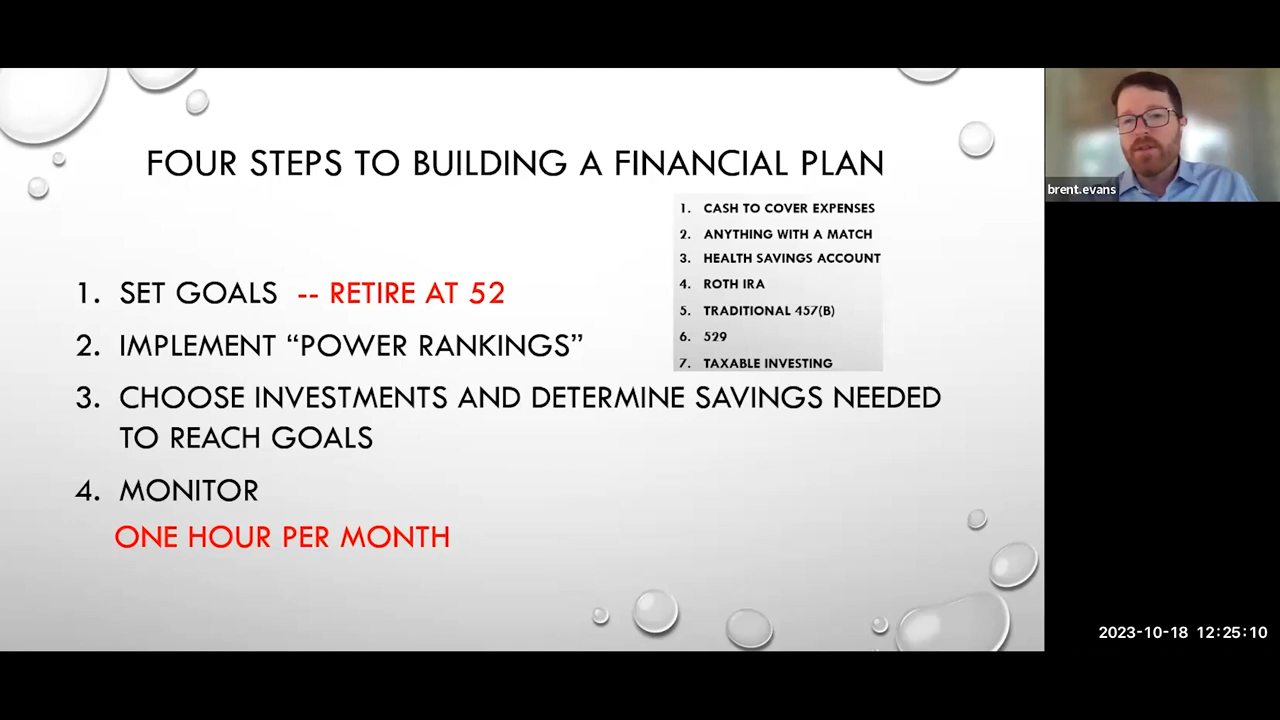 FOUR STEPS TO BUILDING A FINANCIAL PLAN
1. CASH TO COVER EXPENSES
2. ANYTHING WITH A MATCH
3. HEALTH SAVINGS ACCOUNT
4. ROTH IRA
5. TRADITIONAL 457(B)
6. 529
7. TAXABLE INVESTING
1. SET GOALS -- RETIRE AT 52
2. IMPLEMENT “POWER RANKINGS”
3. CHOOSE INVESTMENTS AND DETERMINE SAVINGS NEEDED
TO REACH GOALS
4. MONITOR
ONE HOUR PER MONTH
brent.evans
2023-10-18 12:25:10